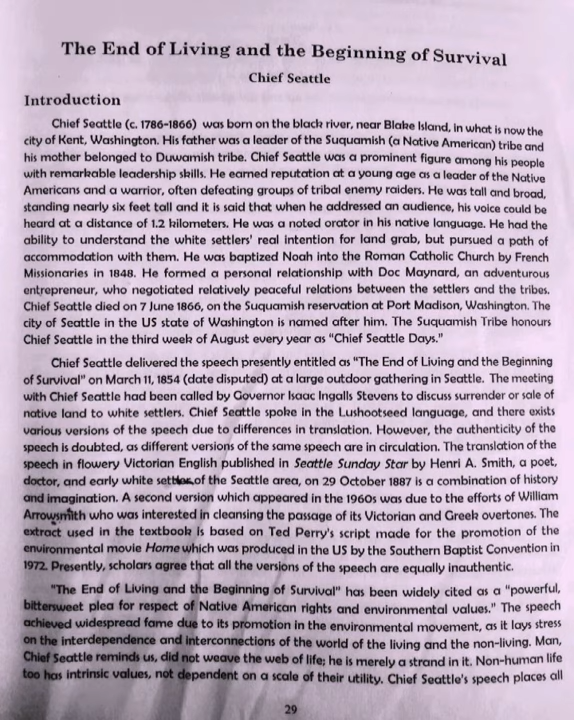 The End of Living and the Beginning of Survival
Chief Seattle
Introduction
Chief Seattle (c. 1786-1866) was born on the black river, near Blake Island, in what is now the
city of Kent, Washington. His father was a leader of the Suquamish (a Native American) tribe and
his mother belonged to Duwamish tribe. Chief Seattle was a prominent figure among his people
with remarkable leadership skills. He earned reputation at a young age as a leader of the Native
Americans and a warrior, often defeating groups of tribal enemy raiders. He was tall and broad,
standing nearly six feet tall and it is said that when he addressed an audience, his voice could be
heard at a distance of 1.2 kilometers. He was a noted orator in his native language. He had the
ability to understand the white settlers' real intention for land grab, but pursued a path of
accommodation with them. He was baptized Noah into the Roman Catholic Church by French
Missionaries in 1848. He formed a personal relationship with Doc Maynard, an adventurous
entrepreneur, who negotiated relatively peaceful relations between the settlers and the tribes.
Chief Seattle died on 7 June 1866, on the Suquamish reservation at Port Madison, Washington. The
city of Seattle in the US state of Washington is named after him. The Suquamish Tribe honours
Chief Seattle in the third week of August every year as "Chief Seattle Days."
Chief Seattle delivered the speech presently entitled as "The End of Living and the Beginning
of Survival" on March 11, 1854 (date disputed) at a large outdoor gathering in Seattle. The meeting
with Chief Seattle had been called by Governor Isaac Ingalls Stevens to discuss surrender or sale of
native land to white settlers. Chief Seattle spoke in the Lushootseed language, and there exists
various versions of the speech due to differences in translation. However, the authenticity of the
speech is doubted, as different versions of the same speech are in circulation. The translation of the
speech in flowery Victorian English published in Seattle Sunday Star by Henri A. Smith, a poet,
doctor, and early white settler, of the Seattle area, on 29 October 1887 is a combination of history
and imagination. A second version which appeared in the 1960s was due to the efforts of William
Arrowsmith who was interested in cleansing the passage of its Victorian and Greek overtones. The
extract used in the textbook is based on Ted Perry's script made for the promotion of the
environmental movie Home which was produced in the US by the Southern Baptist Convention in
1972. Presently, scholars agree that all the versions of the speech are equally inauthentic.
"The End of Living and the Beginning of Survival" has been widely cited as a "powerful,
bittersweet plea for respect of Native American rights and environmental values." The speech
achieved widespread fame due to its promotion in the environmental movement, as it lays stress
on the interdependence and interconnections of the world of the living and the non-living. Man,
Chief Seattle reminds us, did not weave the web of life; he is merely a strand in it. Non-human life
too has intrinsic values, not dependent on a scale of their utility. Chief Seattle's speech places all
29